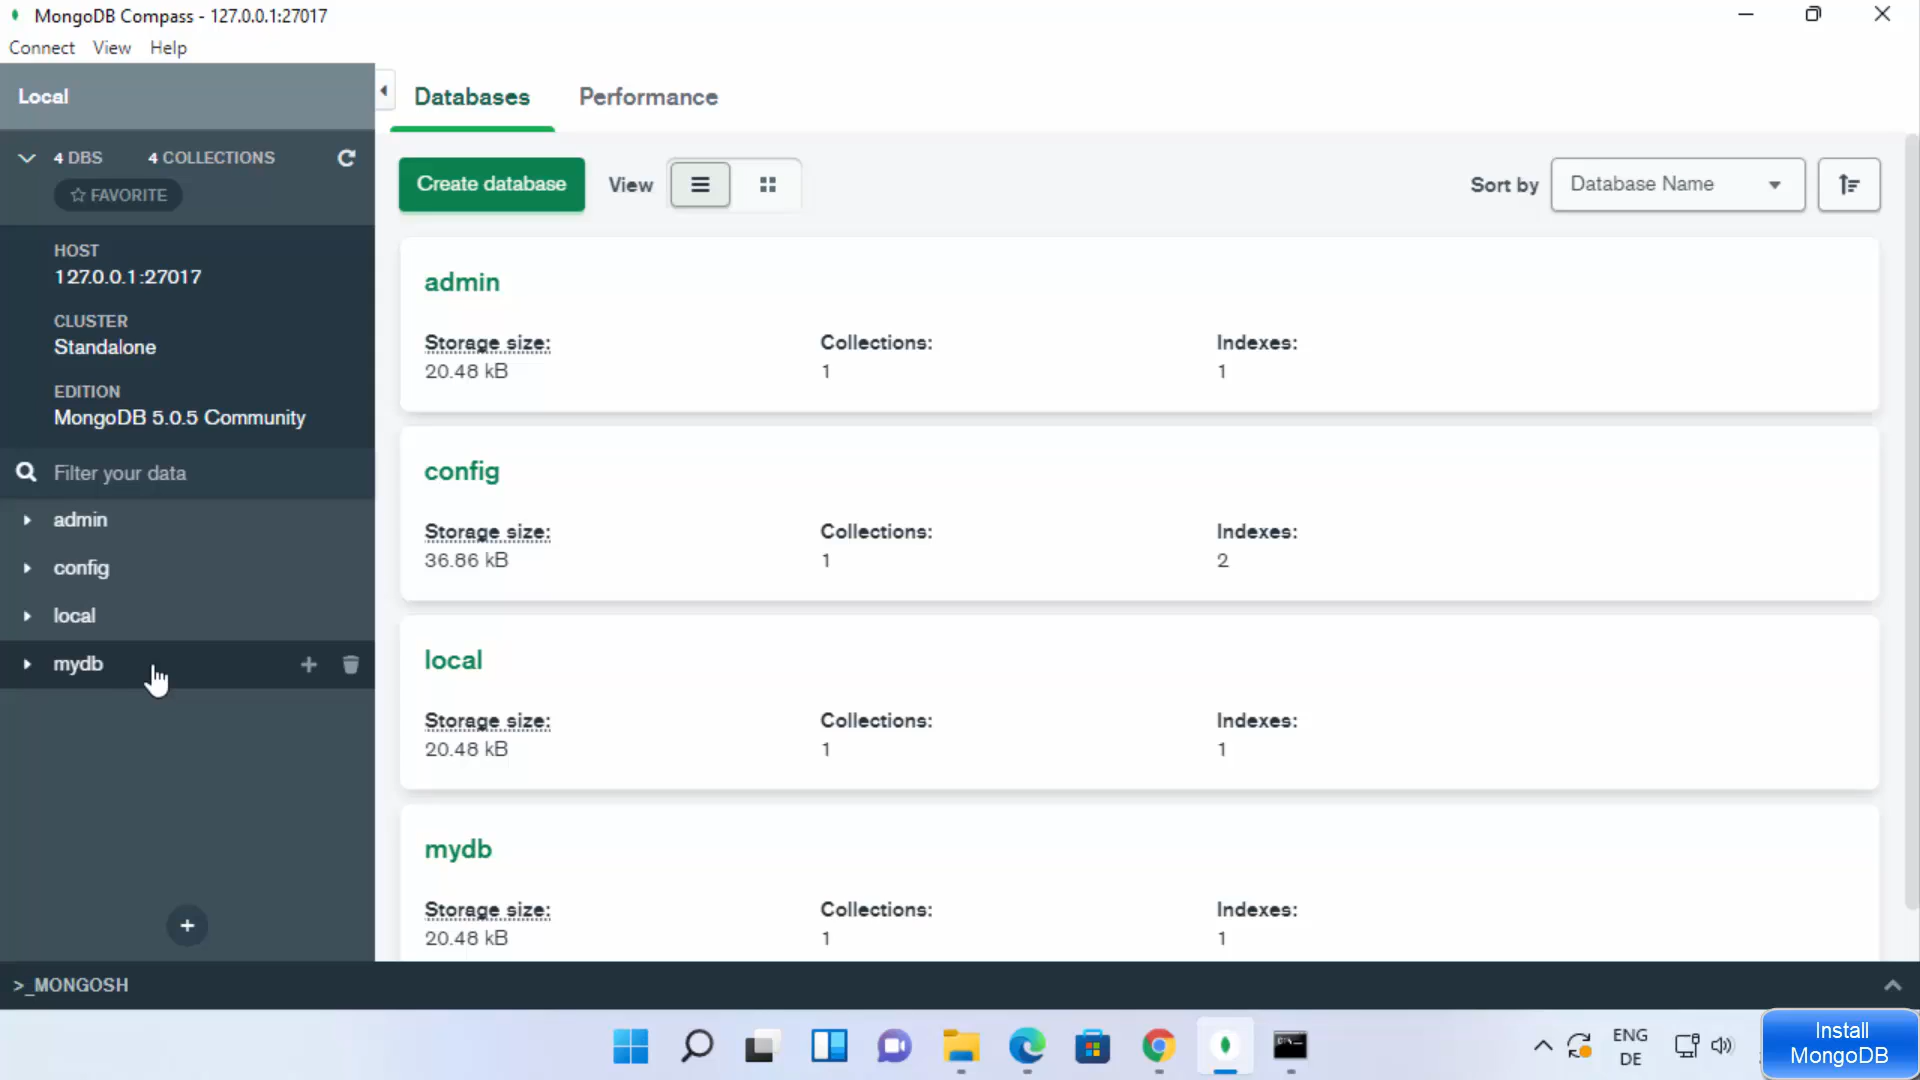 MongoDB Compass - 127.0.0.1:27017
Connect View Help
Local
4 DBS 4 COLLECTIONS
FAVORITE
HOST
127.0.0.1:27017
CLUSTER
Standalone
EDITION
MongoDB 5.0.5 Community
Filter your data
admin
config
local
mydb
Databases Performance
Create database View Sort by Database Name
admin
Storage size: Collections: Indexes:
20.48 kB 1 1
config
Storage size: Collections: Indexes:
36.86 kB 1 2
local
Storage size: Collections: Indexes:
20.48 kB 1 1
mydb
Storage size: Collections: Indexes:
20.48 kB 1 1
>_MONGOSH
ENG
DE
Install
MongoDB